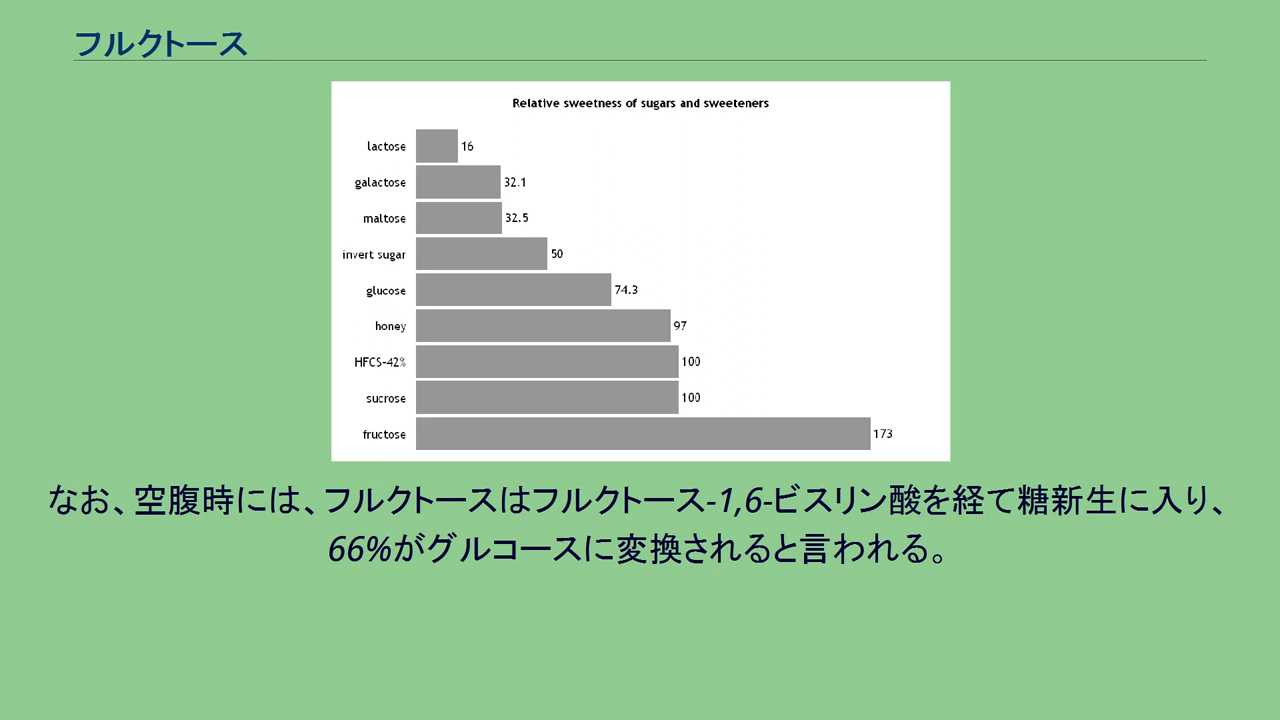 フルクトース
Relative sweetness of sugars and sweeteners
lactose 16
galactose 32.1
maltose 32.5
invert sugar 50
glucose 74.3
honey 97
HFCS-42% 100
sucrose 100
fructose 173
なお、空腹時には、フルクトースはフルクトース-1,6-ビスリン酸を経て糖新生に入り、
66%がグルコースに変換されると言われる。